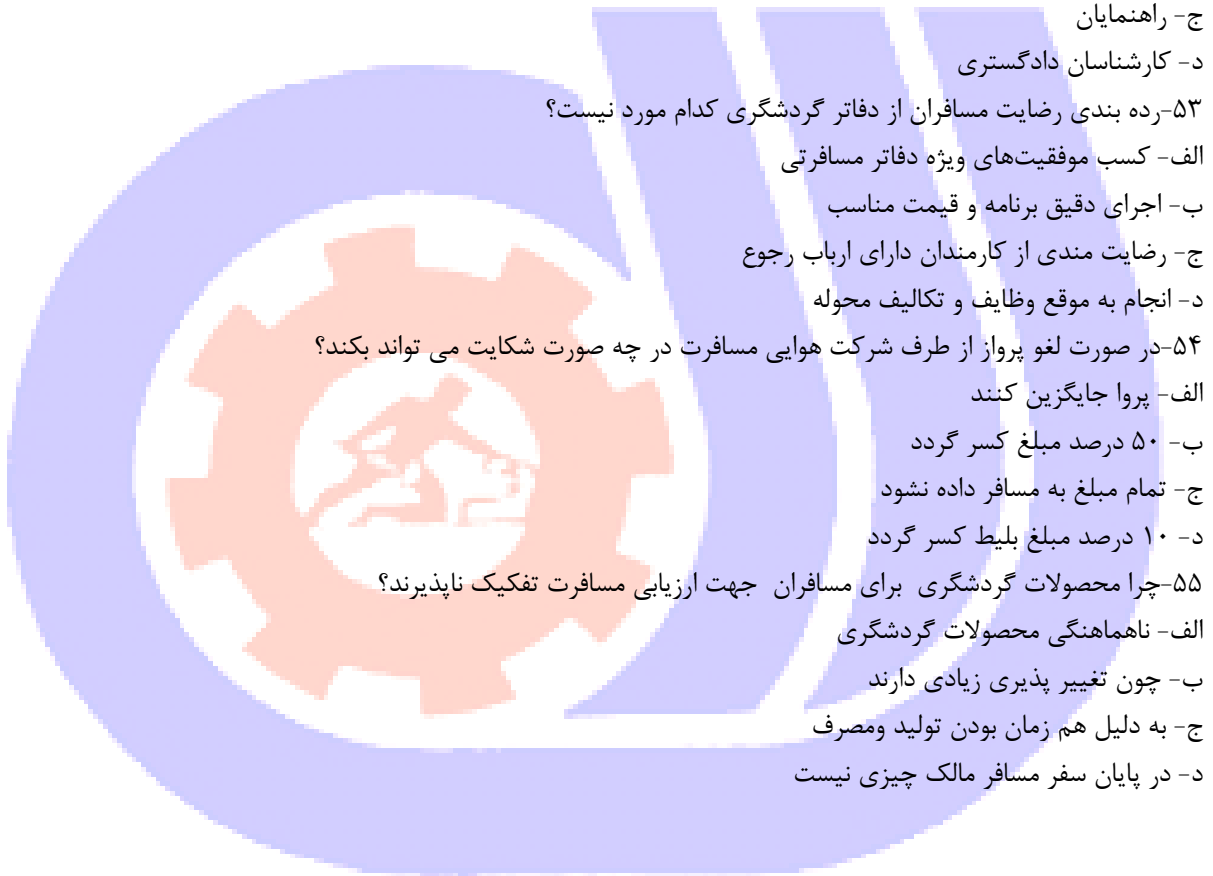 ج- راهنمایان
د- کارشناسان دادگستری
۵۳-رده بندی رضایت مسافران از دفاتر گردشگری کدام مورد نیست؟
الف- کسب موفقیت‌های ویژه دفاتر مسافرتی
ب- اجرای دقیق برنامه و قیمت مناسب
ج- رضایت مندی از کارمندان دارای ارباب رجوع
د- انجام به موقع وظایف و تکالیف محوله
۵۴-در صورت لغو پرواز از طرف شرکت هوایی مسافرت در چه صورت شکایت می تواند بکند؟
الف- پروا جایگزین کنند
ب- ۵۰ درصد مبلغ کسر گردد
ج- تمام مبلغ به مسافر داده نشود
د- ۱۰ درصد مبلغ بلیط کسر گردد
۵۵-چرا محصولات گردشگری برای مسافران جهت ارزیابی مسافرت تفکیک ناپذیرند؟
الف- ناهماهنگی محصولات گردشگری
ب- چون تغییر پذیری زیادی دارند
ج- به دلیل هم زمان بودن تولید ومصرف
د- در پایان سفر مسافر مالک چیزی نیست